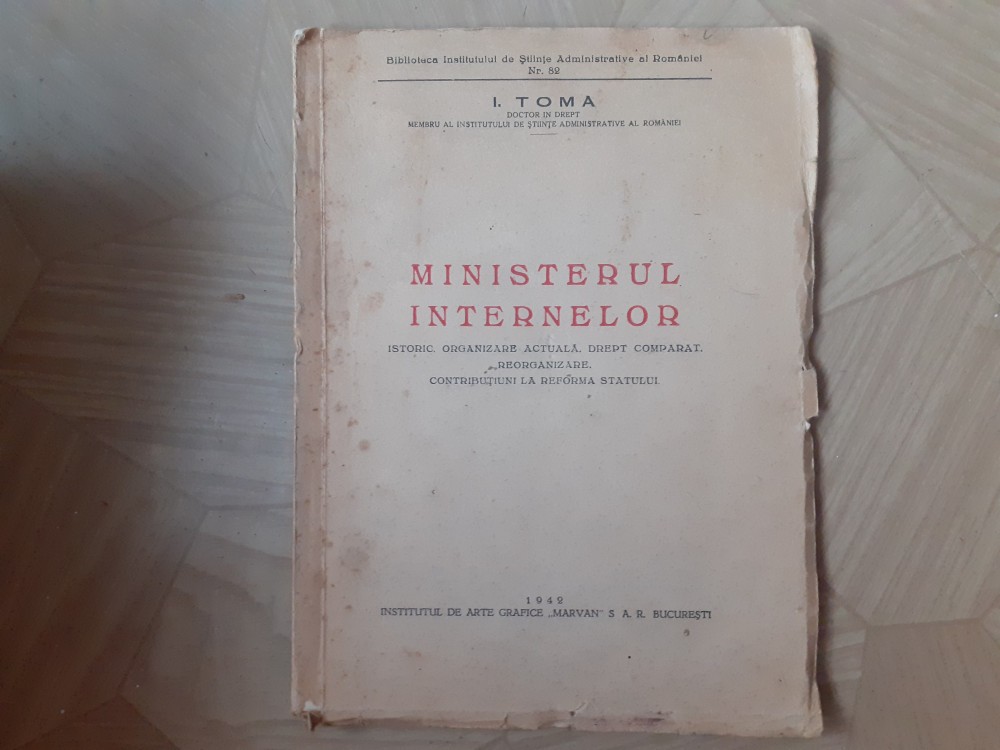 Biblioteca Institutului de Științe Administrative al României
Nr. 82
I. TOMA
DOCTOR IN DREPT
MEMBRU AL INSTITUTULUI DE ȘTIINȚE ADMINISTRATIVE AL ROMÂNIEI
MINISTERUL
INTERNELOR
ISTORIC. ORGANIZARE ACTUALĂ. DREPT COMPARAT.
REORGANIZARE.
CONTRIBUȚIUNI LA REFORMA STATULUI.
1942
INSTITUTUL DE ARTE GRAFICE „MARVAN" S. A. R. BUCUREȘTI